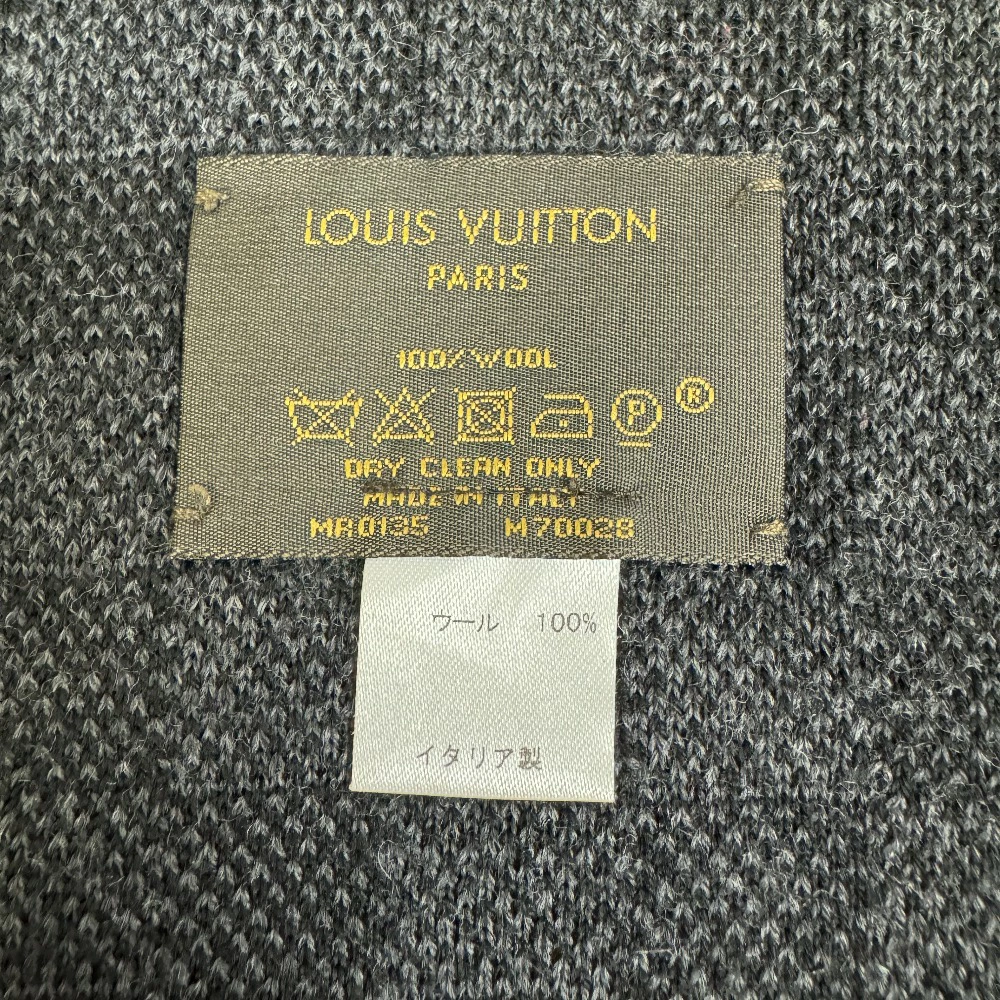 LOUIS VUITTON
PARIS
100% WOOL
P ®
DRY CLEAN ONLY
MADE IN ITALY
MR0135 M70028
ウール 100%
イタリア製